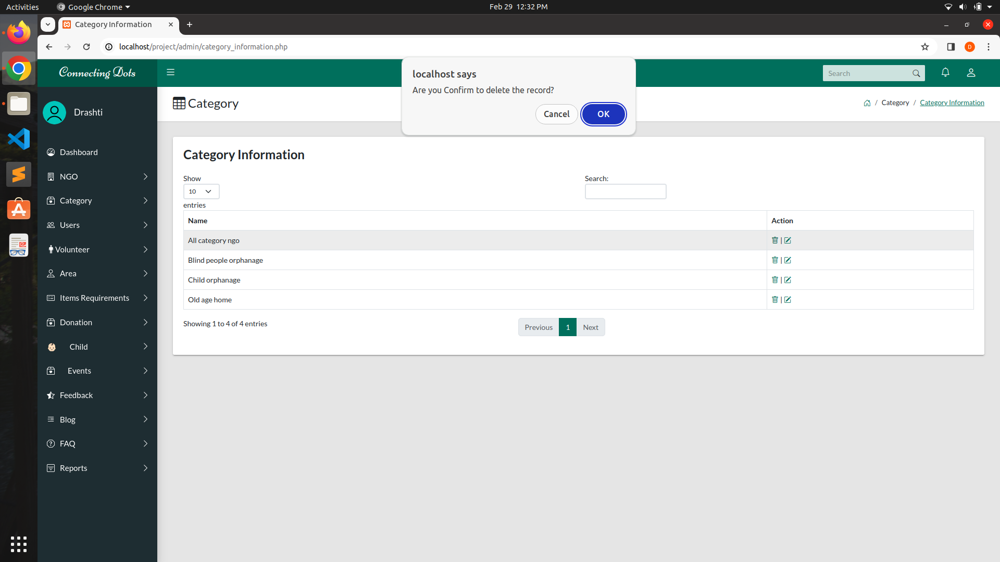 Activities
Google Chrome
Feb 29 12:32 PM
Category Information
localhost/project/admin/category_information.php
D
Connecting Dots
Search
localhost says
Are you Confirm to delete the record?
Cancel
OK
Category
/ Category / Category Information
Drashti
Dashboard
NGO
Category
Users
Volunteer
Area
Items Requirements
Donation
Child
Events
Feedback
Blog
FAQ
Reports
Category Information
Show
10
entries
Search:
Name Action
All category ngo |
Blind people orphanage |
Child orphanage |
Old age home |
Showing 1 to 4 of 4 entries
Previous 1 Next